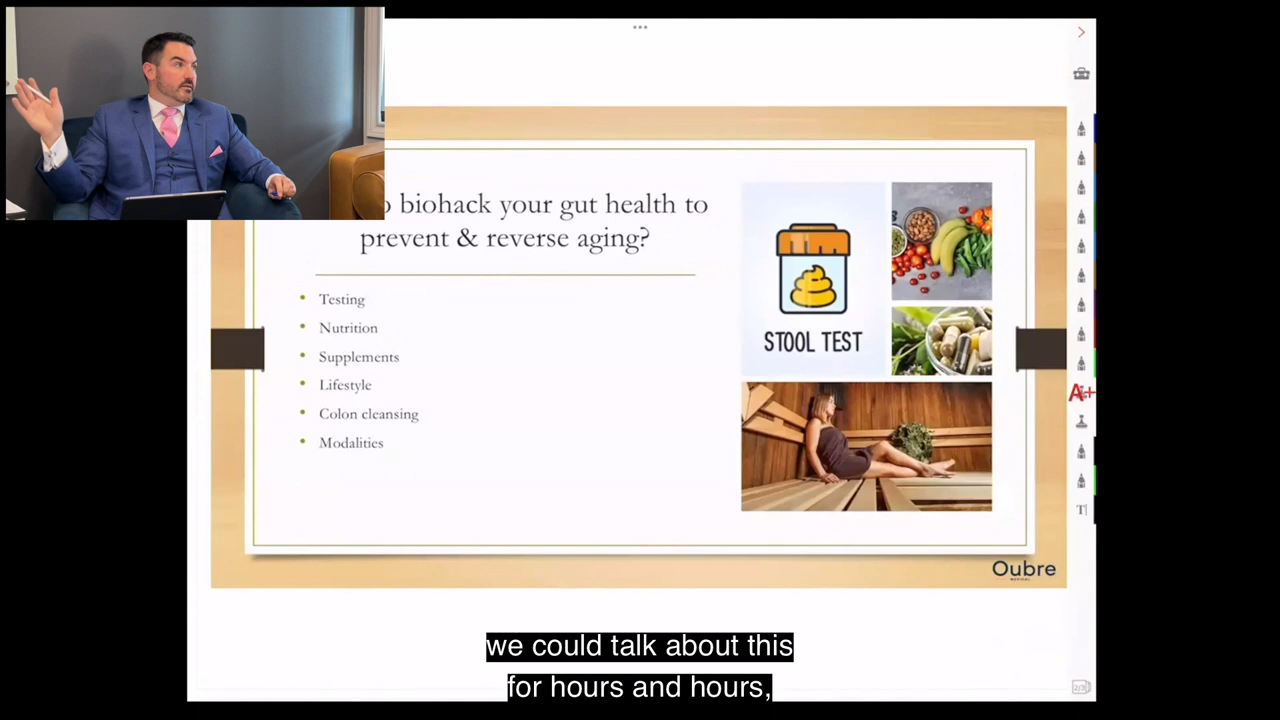 o biohack your gut health to
prevent & reverse aging?
• Testing
• Nutrition
• Supplements
• Lifestyle
• Colon cleansing
• Modalities
STOOL TEST
A+
T
Oubre
we could talk about this
for hours and hours,